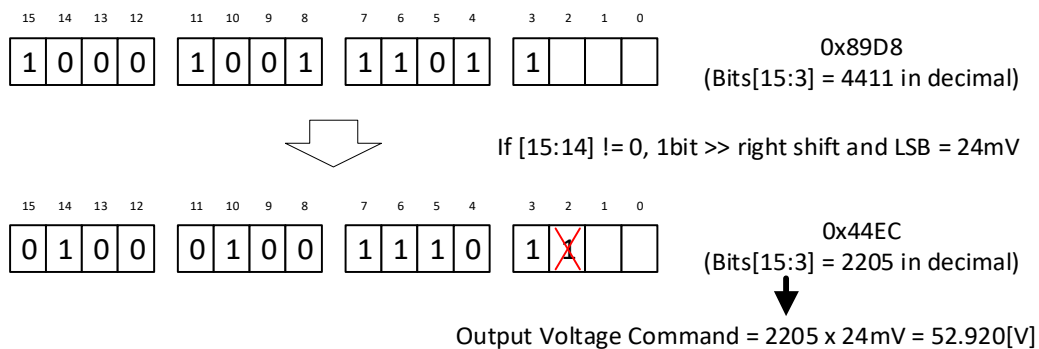 15 14 13 12 11 10 9 8 7 6 5 4 3 2 1 0
1 0 0 0 1 0 0 1 1 1 0 1 1
0x89D8
(Bits[15:3] = 4411 in decimal)
If [15:14] != 0, 1bit >> right shift and LSB = 24mV
15 14 13 12 11 10 9 8 7 6 5 4 3 2 1 0
0 1 0 0 0 1 0 0 1 1 1 0 1 1
0x44EC
(Bits[15:3] = 2205 in decimal)
Output Voltage Command = 2205 x 24mV = 52.920[V]